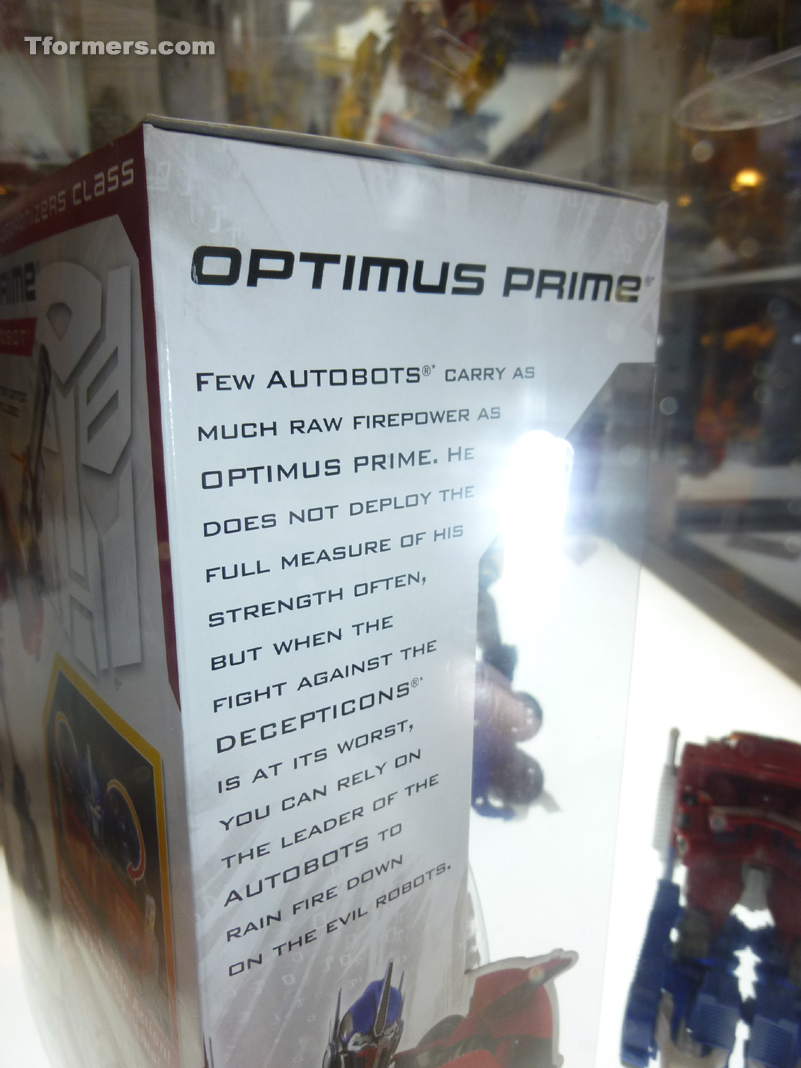 Tformers.com
CLASS
OPTIMUS PRIME®
FEW AUTOBOTS®* CARRY AS
MUCH RAW FIREPOWER AS
OPTIMUS PRIME. HE
DOES NOT DEPLOY THE
FULL MEASURE OF HIS
STRENGTH OFTEN,
BUT WHEN THE
FIGHT AGAINST THE
DECEPTICONS®*
IS AT ITS WORST,
YOU CAN RELY ON
THE LEADER OF THE
AUTOBOTS TO
RAIN FIRE DOWN
ON THE EVIL ROBOTS.